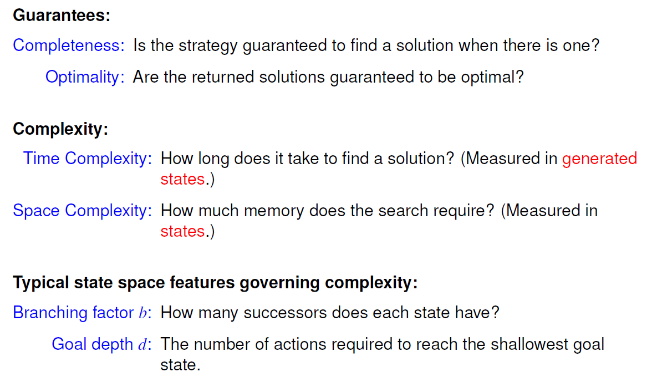 Guarantees:
Completeness: Is the strategy guaranteed to find a solution when there is one?
Optimality: Are the returned solutions guaranteed to be optimal?
Complexity:
Time Complexity: How long does it take to find a solution? (Measured in generated
states.)
Space Complexity: How much memory does the search require? (Measured in
states.)
Typical state space features governing complexity:
Branching factor b: How many successors does each state have?
Goal depth d: The number of actions required to reach the shallowest goal
state.